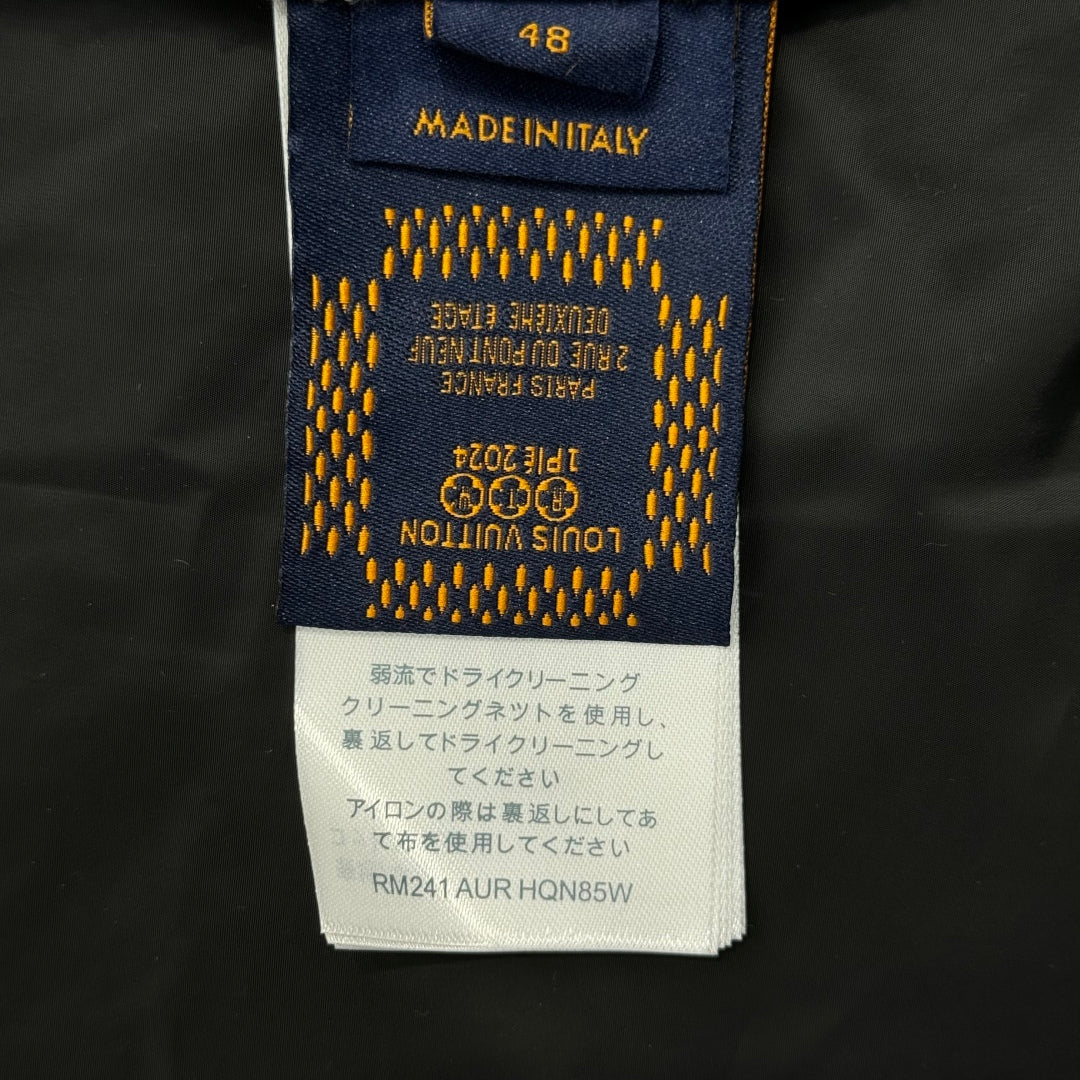 48
MADE IN ITALY
LOUIS VUITTON
R T W
1Plé 2024
PARIS FRANCE
2 RUE DU PONT NEUF
DEUXIÈME ÉTAGE
弱流でドライクリーニング
クリーニングネツトを使用し、
裏返してドライクリーニングし
てください
アイロンの際は裏返しにしてあ
て布を使用してください
RM241 AUR HQN85W